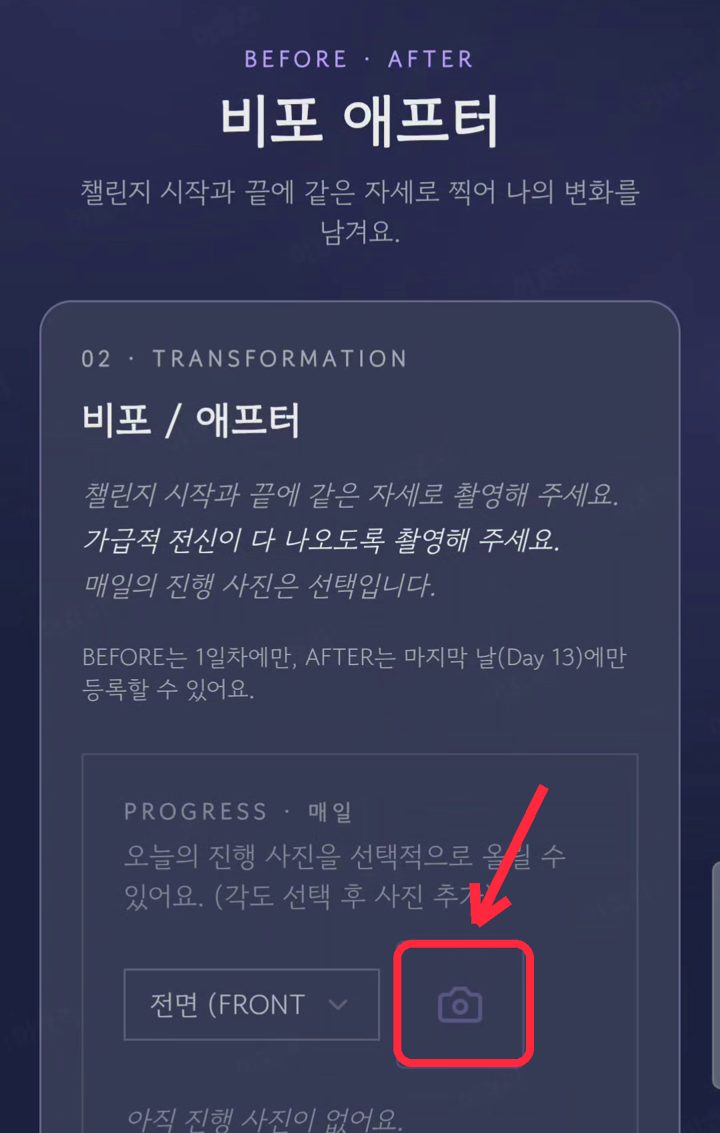 BEFORE · AFTER
비포 애프터
챌린지 시작과 끝에 같은 자세로 찍어 나의 변화를
남겨요.
02 · TRANSFORMATION
비포 / 애프터
챌린지 시작과 끝에 같은 자세로 촬영해 주세요.
가급적 전신이 다 나오도록 촬영해 주세요.
매일의 진행 사진은 선택입니다.
BEFORE는 1일차에만, AFTER는 마지막 날(Day 13)에만
등록할 수 있어요.
PROGRESS · 매일
오늘의 진행 사진을 선택적으로 올릴 수
있어요. (각도 선택 후 사진 추가)
전면 (FRONT
아직 진행 사진이 없어요.